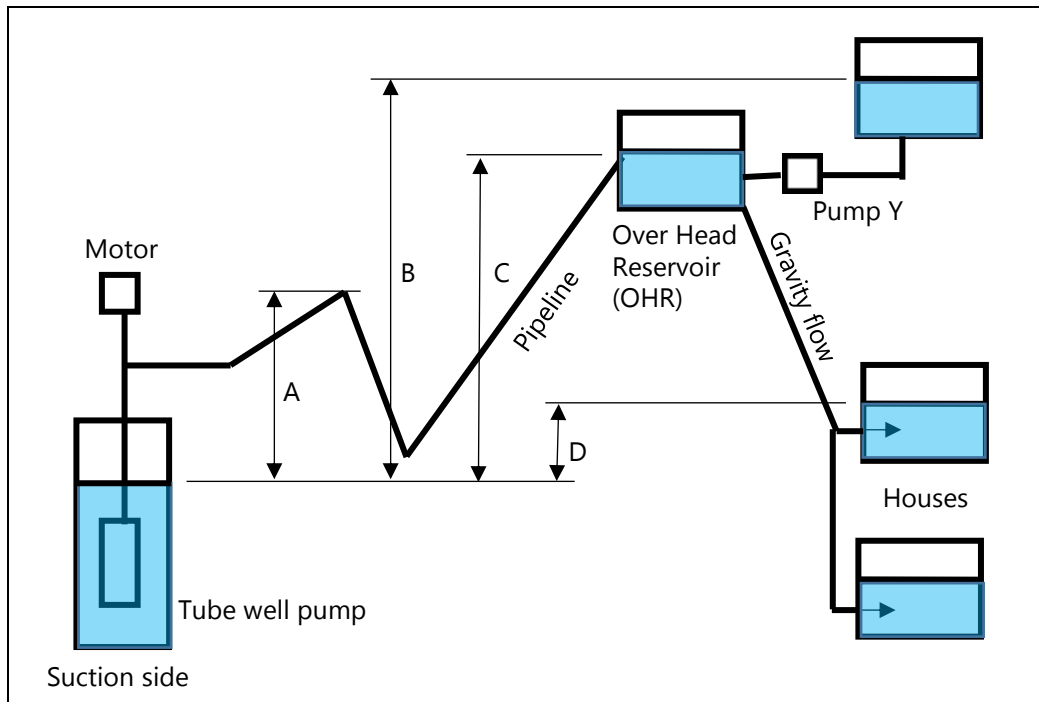 Motor
A
B
C
D
Pipeline
Over Head
Reservoir
(OHR)
Pump Y
Gravity flow
Houses
Tube well pump
Suction side